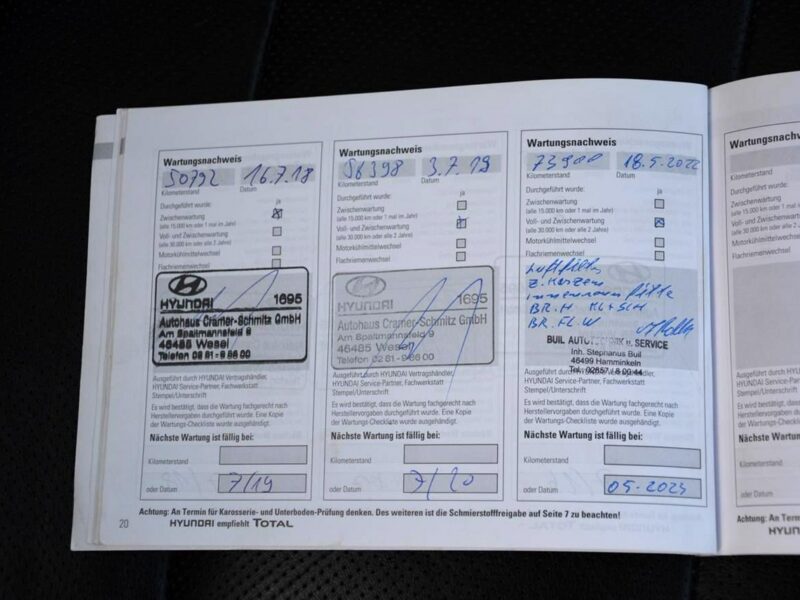 Wartungsnachweis
50792 16.7.18
Kilometerstand Datum
Durchgeführt wurde: ja
Zwischenwartung
(alle 15.000 km oder 1 mal im Jahr)
Voll- und Zwischenwartung
(alle 30.000 km oder alle 2 Jahre)
Motorkühlmittelwechsel
Flachriemenwechsel
HYUNDAI 1695
Autohaus Cramer-Schmitz GmbH
Am Spaltmannsfeld 9
46485 Wesel
Telefon 02 81 - 9 66 00
Ausgeführt durch HYUNDAI Vertragshändler,
HYUNDAI Service-Partner, Fachwerkstatt
Stempel/Unterschrift
Es wird bestätigt, dass die Wartung fachgerecht nach
Herstellervorgaben durchgeführt wurde. Eine Kopie
der Wartungs-Checkliste wurde ausgehändigt.
Nächste Wartung ist fällig bei:
Kilometerstand
oder Datum 7/19
Wartungsnachweis
56398 3.7.19
Kilometerstand Datum
Durchgeführt wurde: ja
Zwischenwartung
(alle 15.000 km oder 1 mal im Jahr)
Voll- und Zwischenwartung
(alle 30.000 km oder alle 2 Jahre)
Motorkühlmittelwechsel
Flachriemenwechsel
HYUNDAI 1695
Autohaus Cramer-Schmitz GmbH
Am Spaltmannsfeld 9
46485 Wesel
Telefon 02 81 - 9 66 00
Ausgeführt durch HYUNDAI Vertragshändler,
HYUNDAI Service-Partner, Fachwerkstatt
Stempel/Unterschrift
Es wird bestätigt, dass die Wartung fachgerecht nach
Herstellervorgaben durchgeführt wurde. Eine Kopie
der Wartungs-Checkliste wurde ausgehändigt.
Nächste Wartung ist fällig bei:
Kilometerstand
oder Datum 7/20
Wartungsnachweis
73900 18.5.2022
Kilometerstand Datum
Durchgeführt wurde: ja
Zwischenwartung
(alle 15.000 km oder 1 mal im Jahr)
Voll- und Zwischenwartung
(alle 30.000 km oder alle 2 Jahre)
Motorkühlmittelwechsel
Flachriemenwechsel
Luftfilter
Z. Kerzen
innenraum filter
BR.H KL+SCH
BR. FL. W
BUIL AUTOTECHNIK u. SERVICE
Inh. Stephanus Buil
46499 Hamminkeln
Ausgeführt durch HYUNDAI Vertragshändler,
HYUNDAI Service-Partner, Fachwerkstatt
Stempel/Unterschrift
Es wird bestätigt, dass die Wartung fachgerecht nach
Herstellervorgaben durchgeführt wurde. Eine Kopie
der Wartungs-Checkliste wurde ausgehändigt.
Nächste Wartung ist fällig bei:
Kilometerstand
oder Datum 05-2023
20
Achtung: An Termin für Karosserie- und Unterboden-Prüfung denken. Des weiteren ist die Schmierstofffreigabe auf Seite 7 zu beachten!
HYUNDAI empfiehlt TOTAL